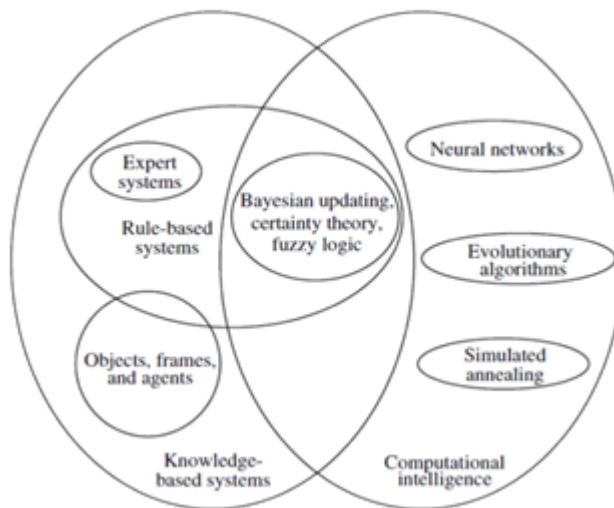 Expert
systems
Rule-based
systems
Bayesian updating,
certainty theory,
fuzzy logic
Neural networks
Evolutionary
algorithms
Simulated
annealing
Objects, frames,
and agents
Knowledge-
based systems
Computational
intelligence